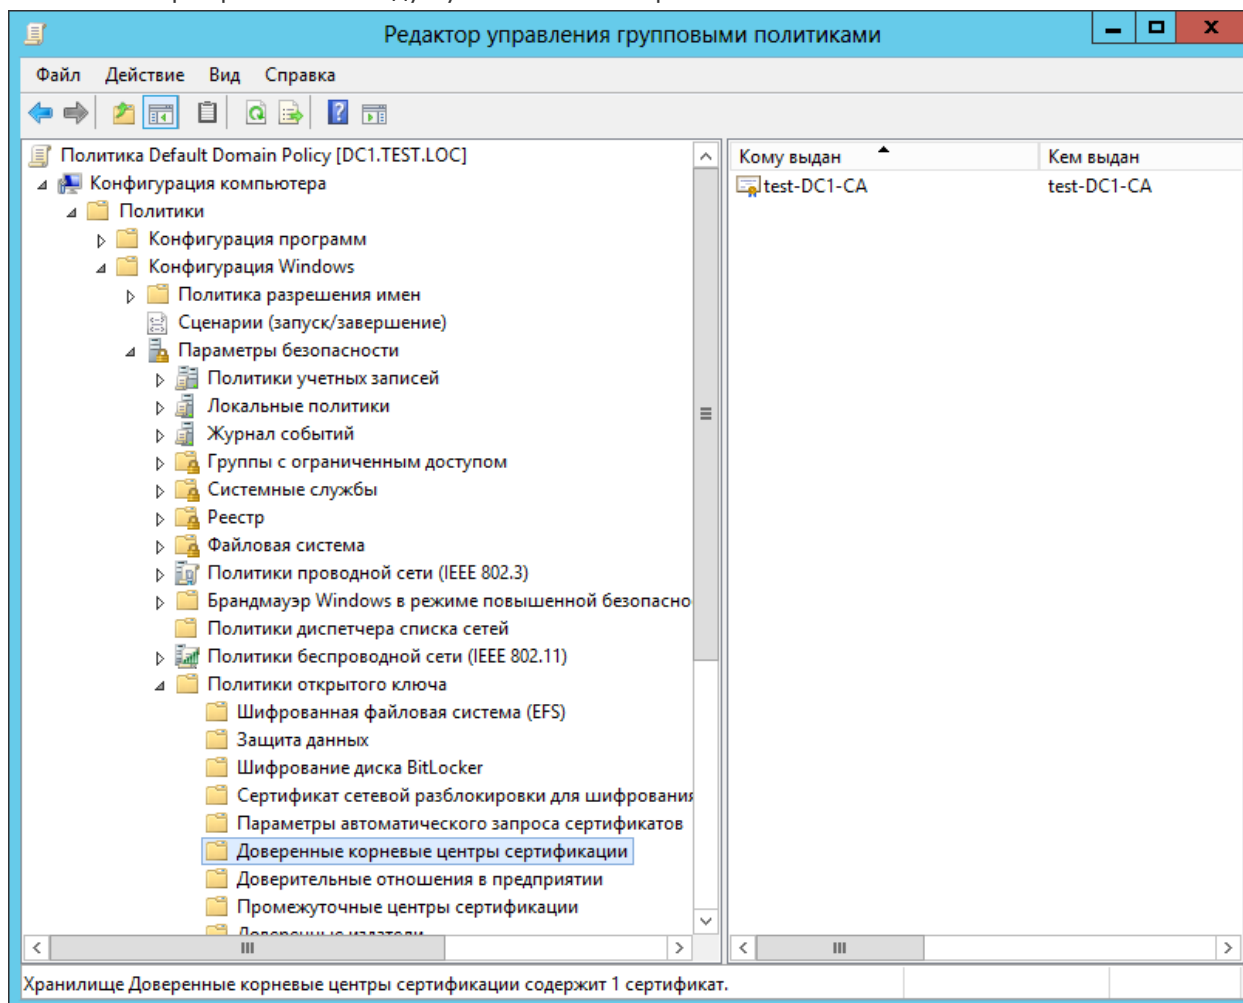 Редактор управления групповыми политиками
Файл Действие Вид Справка
Политика Default Domain Policy [DC1.TEST.LOC]
Конфигурация компьютера
Политики
Конфигурация программ
Конфигурация Windows
Политика разрешения имен
Сценарии (запуск/завершение)
Параметры безопасности
Политики учетных записей
Локальные политики
Журнал событий
Группы с ограниченным доступом
Системные службы
Реестр
Файловая система
Политики проводной сети (IEEE 802.3)
Брандмауэр Windows в режиме повышенной безопасно
Политики диспетчера списка сетей
Политики беспроводной сети (IEEE 802.11)
Политики открытого ключа
Шифрованная файловая система (EFS)
Защита данных
Шифрование диска BitLocker
Сертификат сетевой разблокировки для шифрования
Параметры автоматического запроса сертификатов
Доверенные корневые центры сертификации
Доверительные отношения в предприятии
Промежуточные центры сертификации
Доверенные издатели
Кому выдан Кем выдан
test-DC1-CA test-DC1-CA
Хранилище Доверенные корневые центры сертификации содержит 1 сертификат.